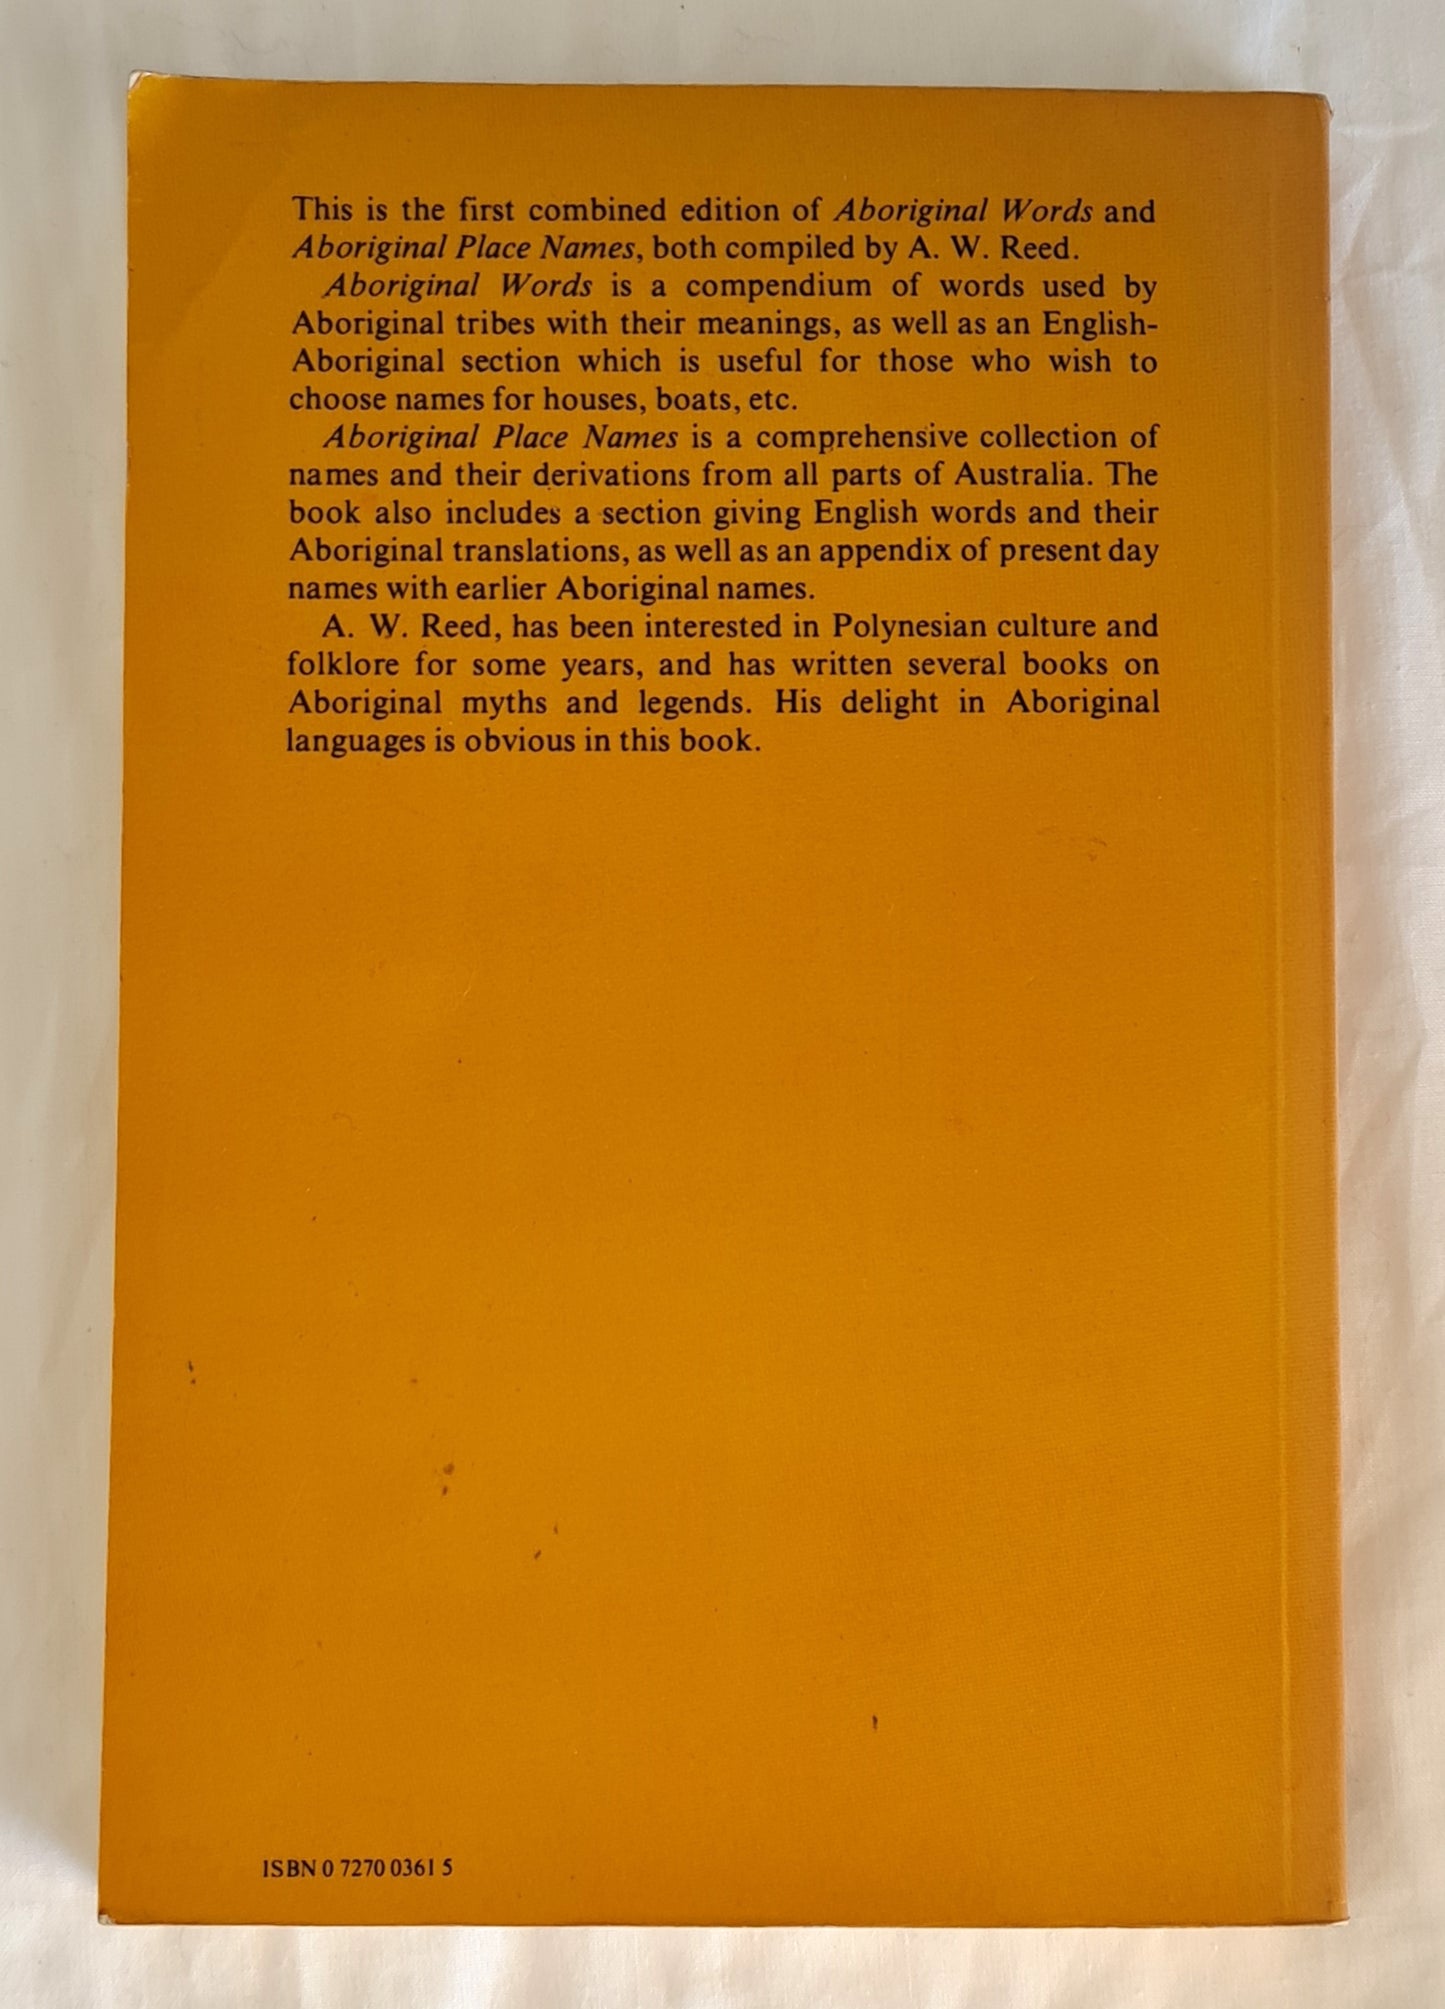 This is the first combined edition of Aboriginal Words and
Aboriginal Place Names, both compiled by A. W. Reed.
Aboriginal Words is a compendium of words used by
Aboriginal tribes with their meanings, as well as an English-
Aboriginal section which is useful for those who wish to
choose names for houses, boats, etc.
Aboriginal Place Names is a comprehensive collection of
names and their derivations from all parts of Australia. The
book also includes a section giving English words and their
Aboriginal translations, as well as an appendix of present day
names with earlier Aboriginal names.
A. W. Reed, has been interested in Polynesian culture and
folklore for some years, and has written several books on
Aboriginal myths and legends. His delight in Aboriginal
languages is obvious in this book.
ISBN 0 7270 0361 5